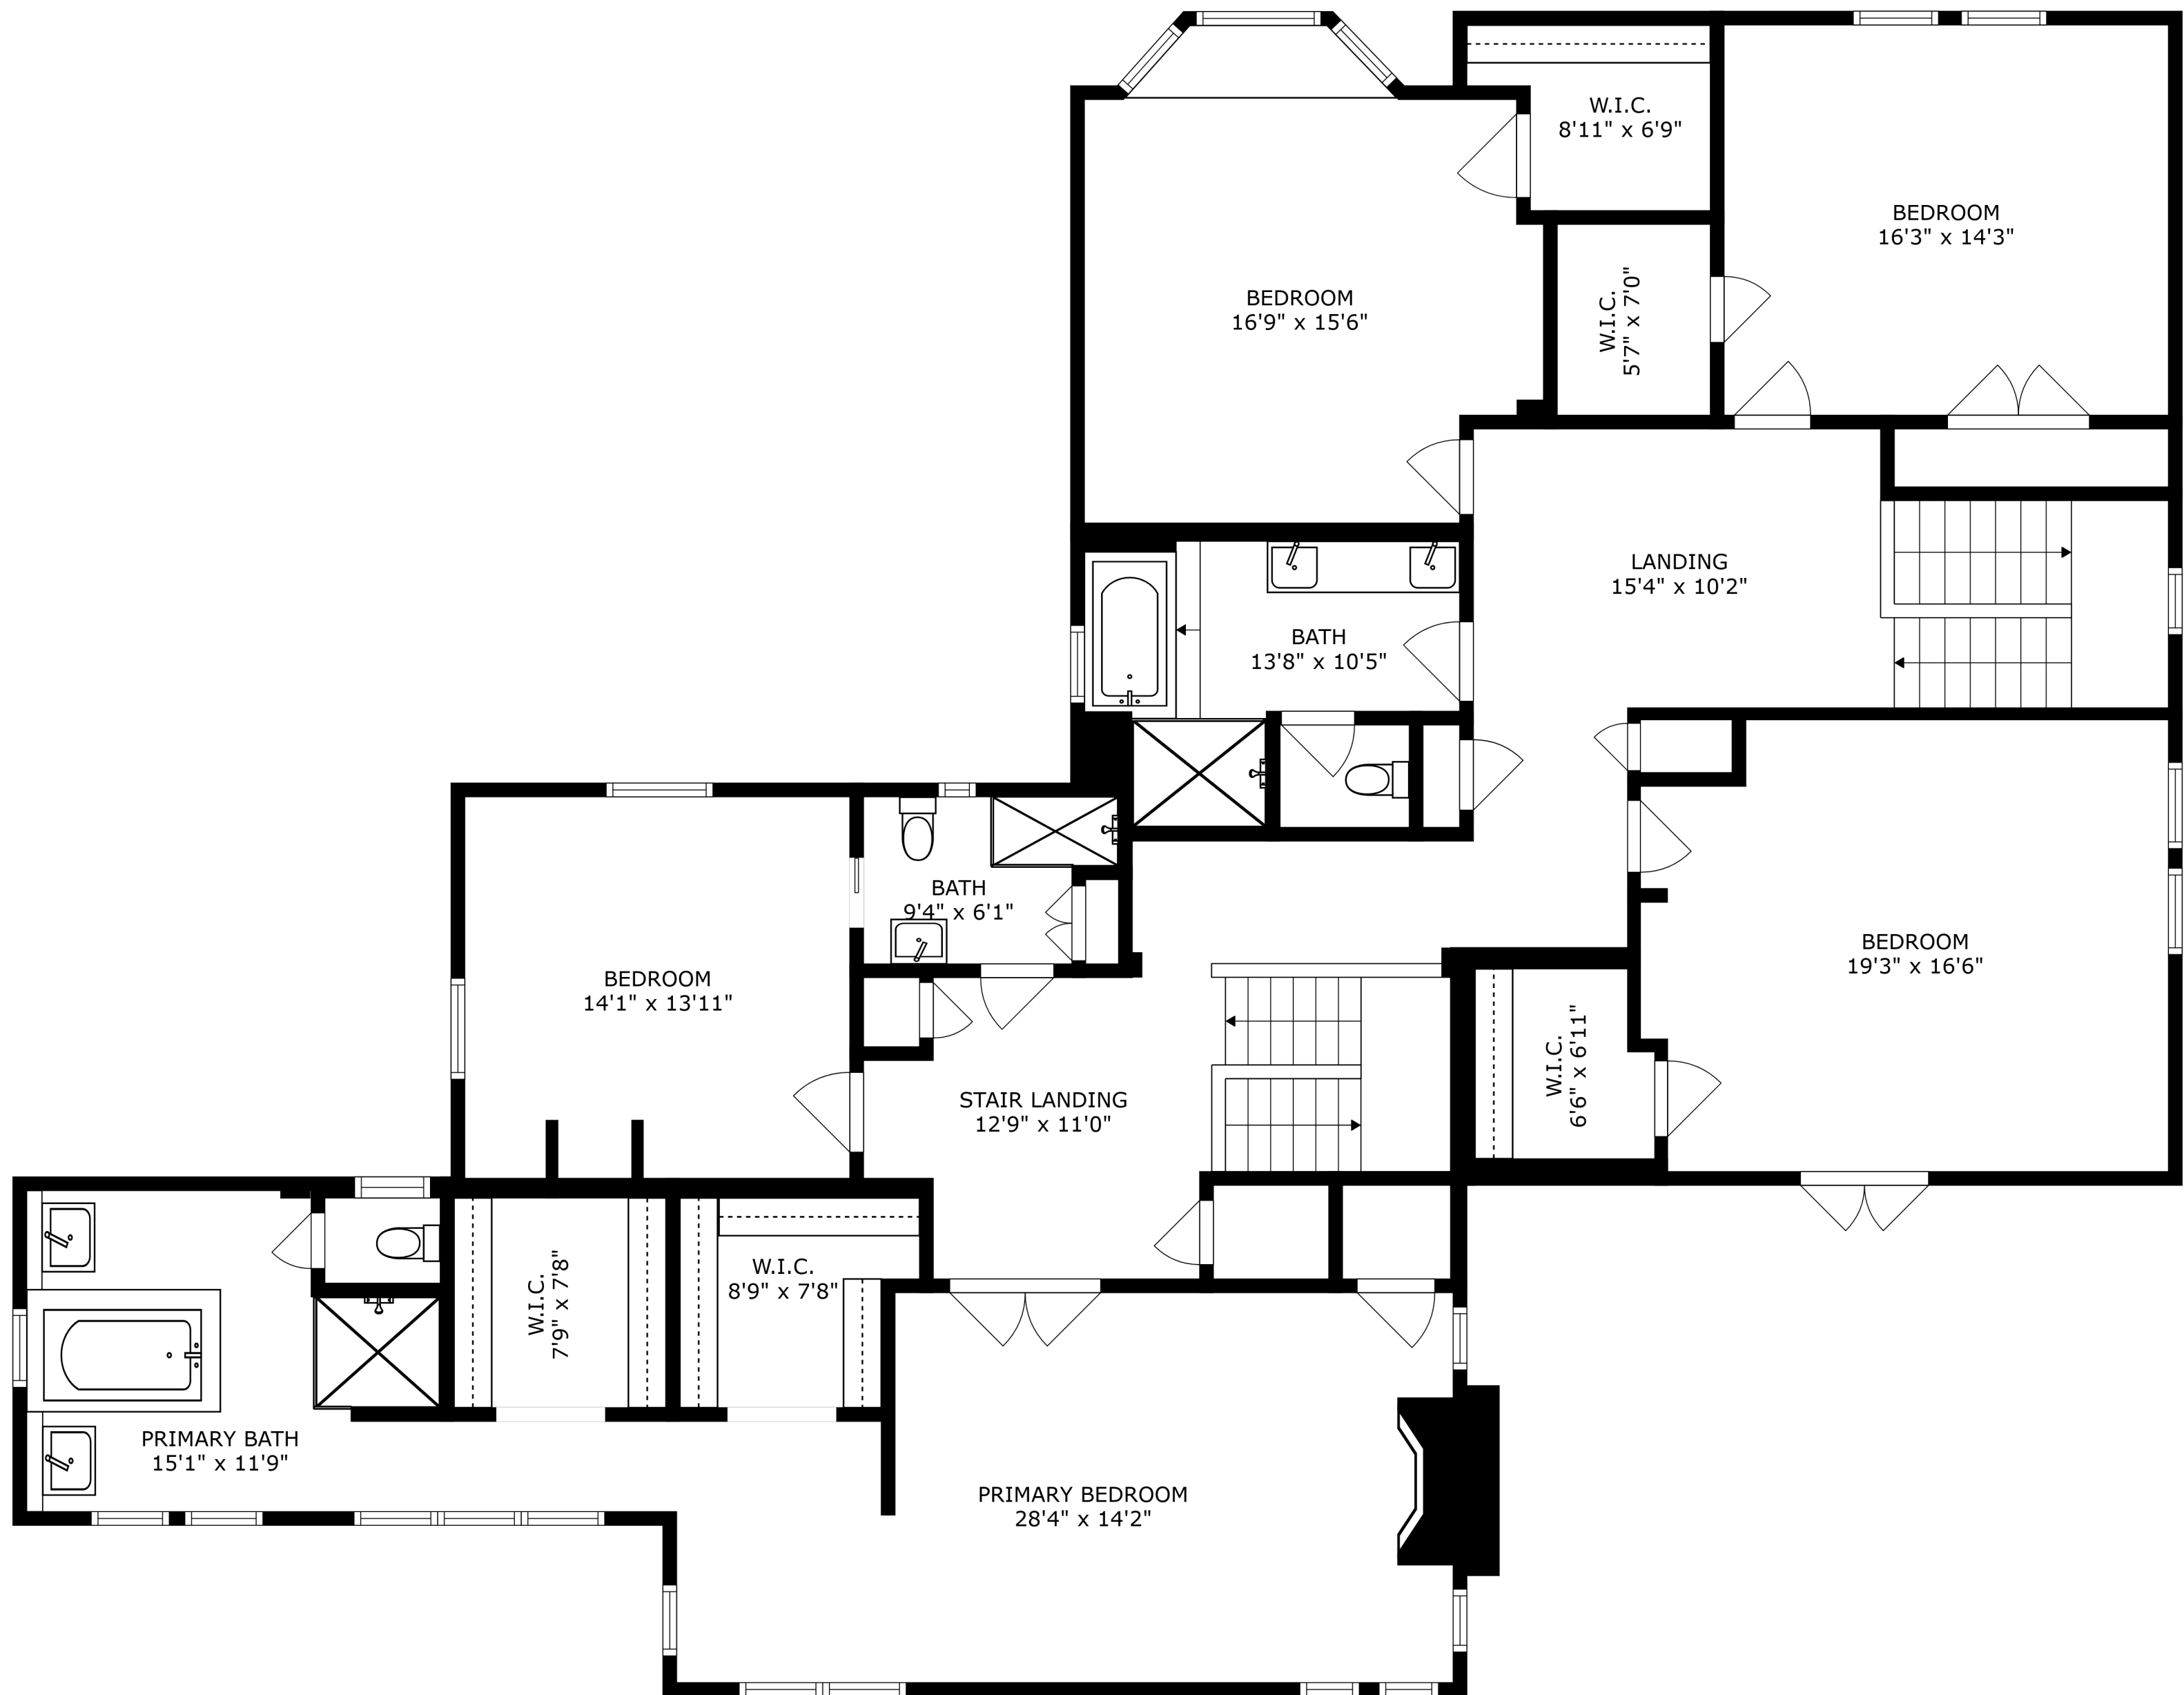 W.I.C.
8'11" x 6'9"
BEDROOM
16'3" x 14'3"
BEDROOM
16'9" x 15'6"
W.I.C.
5'7" x 7'0"
LANDING
15'4" x 10'2"
BATH
13'8" x 10'5"
BATH
9'4" x 6'1"
BEDROOM
19'3" x 16'6"
BEDROOM
14'1" x 13'11"
W.I.C.
6'6" x 6'11"
STAIR LANDING
12'9" x 11'0"
W.I.C.
7'9" x 7'8"
W.I.C.
8'9" x 7'8"
PRIMARY BATH
15'1" x 11'9"
PRIMARY BEDROOM
28'4" x 14'2"